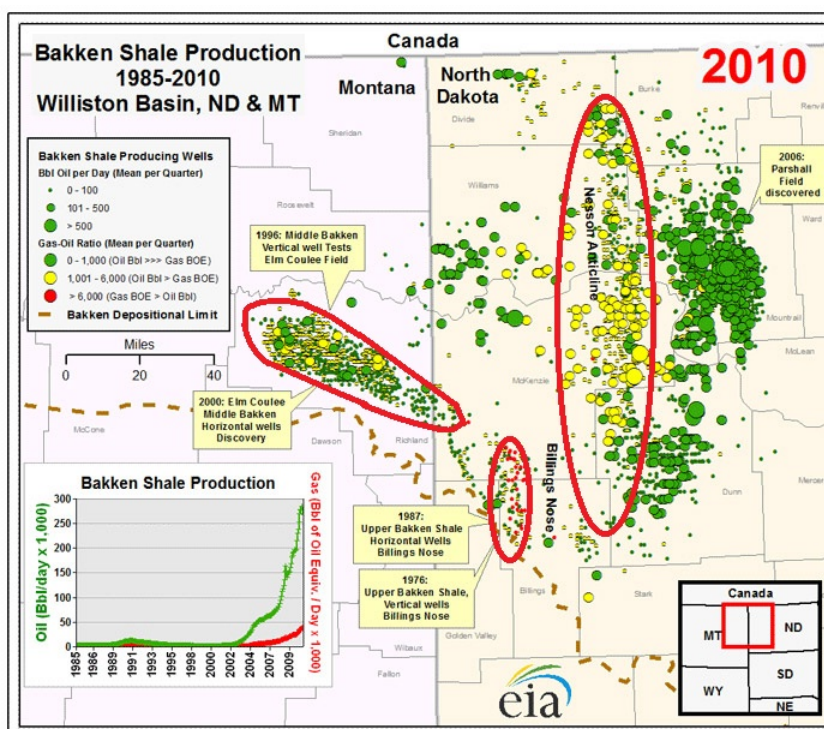 Bakken Shale Production
1985-2010
Williston Basin, ND & MT
Canada
Montana
North
Dakota
2010
Bakken Shale Producing Wells
Bbl Oil per Day (Mean per Quarter)
0 - 100
101 - 500
> 500
Gas-Oil Ratio (Mean per Quarter)
0 - 1,000 (Oil Bbl >>> Gas BOE)
1,001 - 6,000 (Oil Bbl > Gas BOE)
> 6,000 (Gas BOE > Oil Bbl)
Bakken Depositional Limit
Miles
0 20 40
Sheridan
Roosevelt
Divide
Burke
Renvill
Williams
Ward
Mountrail
McLean
McKenzie
McCone
Dawson
Richland
Dunn
Mercer
Billings
Stark
Golden Valley
Wibaux
Fallon
2006:
Parshall
Field
discovered
1996: Middle Bakken
Vertical well Tests
Elm Coulee Field
Nesson Anticline
2000: Elm Coulee
Middle Bakken
Horizontal wells
Discovery
Billings Nose
1987:
Upper Bakken Shale
Horizontal Wells
Billings Nose
1976:
Upper Bakken Shale,
Vertical wells
Billings Nose
Bakken Shale Production
Oil (Bbl/day x 1,000)
Gas (Bbl of Oil Equiv. / Day x 1,000)
300
250
200
150
100
50
0
1985
1986
1988
1989
1991
1993
1995
1996
1998
2000
2002
2004
2005
2007
2009
eia
Canada
MT
ND
SD
WY
NE